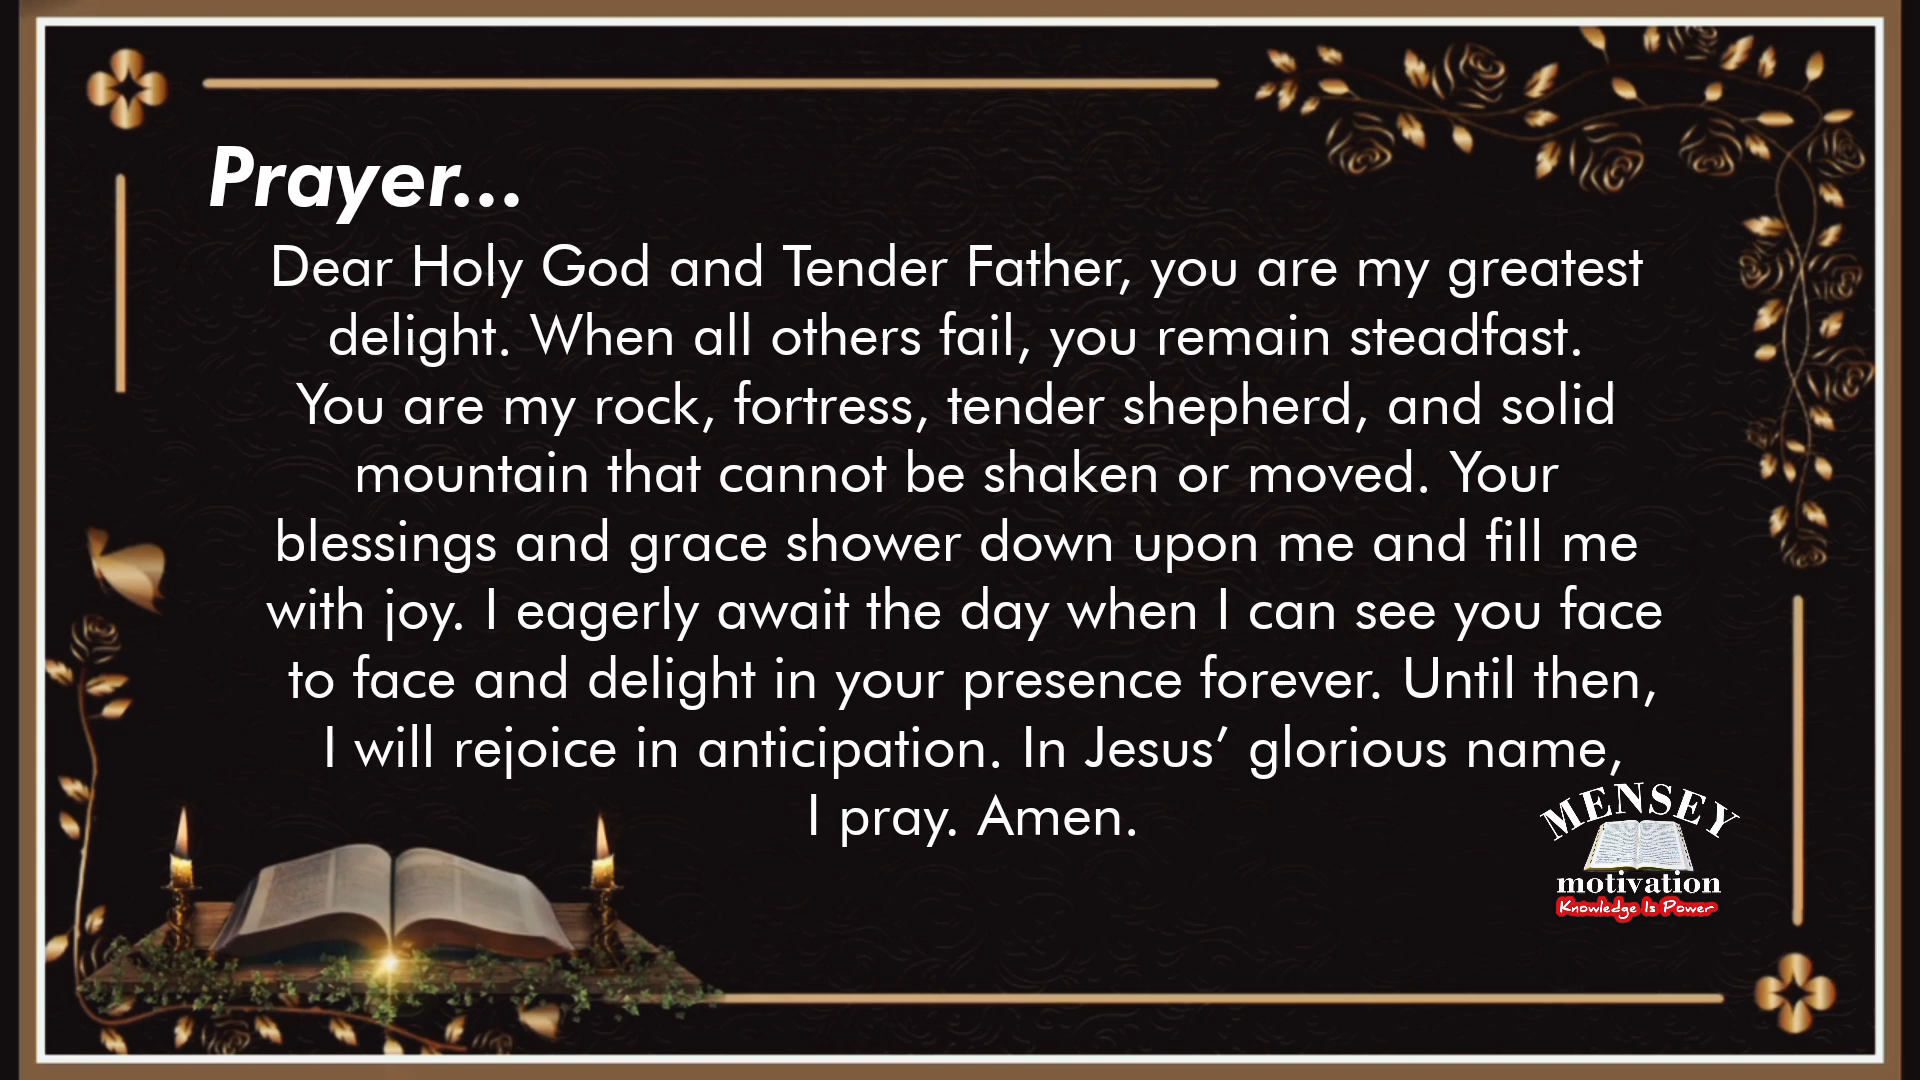 Prayer...
Dear Holy God and Tender Father, you are my greatest
delight. When all others fail, you remain steadfast.
You are my rock, fortress, tender shepherd, and solid
mountain that cannot be shaken or moved. Your
blessings and grace shower down upon me and fill me
with joy. I eagerly await the day when I can see you face
to face and delight in your presence forever. Until then,
I will rejoice in anticipation. In Jesus’ glorious name,
I pray. Amen.
MENSEY
motivation
Knowledge Is Power